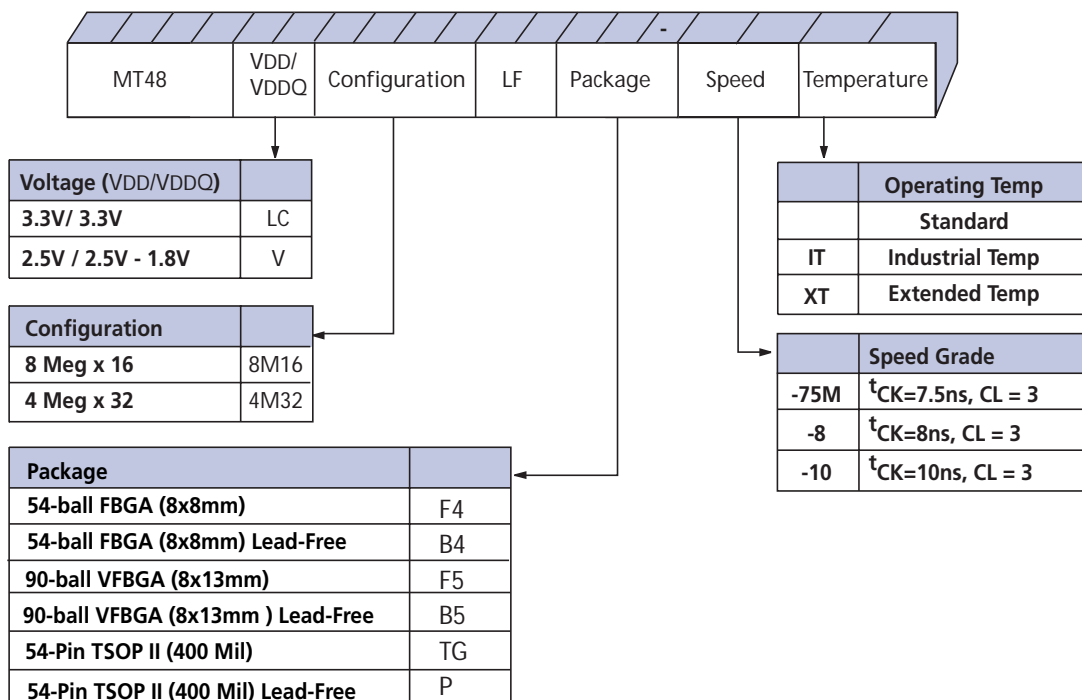 -
MT48 VDD/ VDDQ Configuration LF Package Speed Temperature
Voltage (VDD/VDDQ)
3.3V/ 3.3V LC
2.5V / 2.5V - 1.8V V
Configuration
8 Meg x 16 8M16
4 Meg x 32 4M32
Package
54-ball FBGA (8x8mm) F4
54-ball FBGA (8x8mm) Lead-Free B4
90-ball VFBGA (8x13mm) F5
90-ball VFBGA (8x13mm ) Lead-Free B5
54-Pin TSOP II (400 Mil) TG
54-Pin TSOP II (400 Mil) Lead-Free P
Operating Temp
Standard
IT Industrial Temp
XT Extended Temp
Speed Grade
-75M tCK=7.5ns, CL = 3
-8 tCK=8ns, CL = 3
-10 tCK=10ns, CL = 3